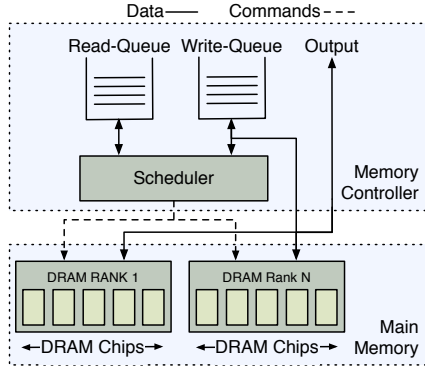 Data Commands
Read-Queue Write-Queue Output
Scheduler
Memory
Controller
DRAM RANK 1 DRAM Rank N
DRAM Chips DRAM Chips
Main
Memory